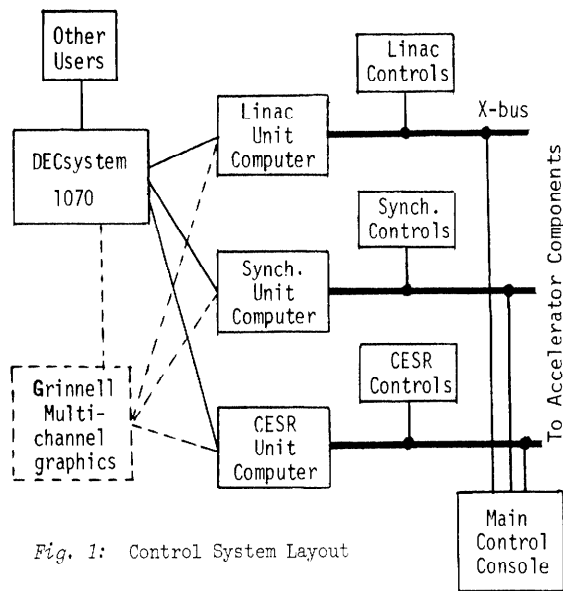 Other
Users
DECsystem
1070
Grinnell
Multi-
channel
graphics
Linac
Unit
Computer
Synch.
Unit
Computer
CESR
Unit
Computer
Linac
Controls
Synch.
Controls
CESR
Controls
X-bus
To Accelerator Components
Main
Control
Console
Fig. 1: Control System Layout